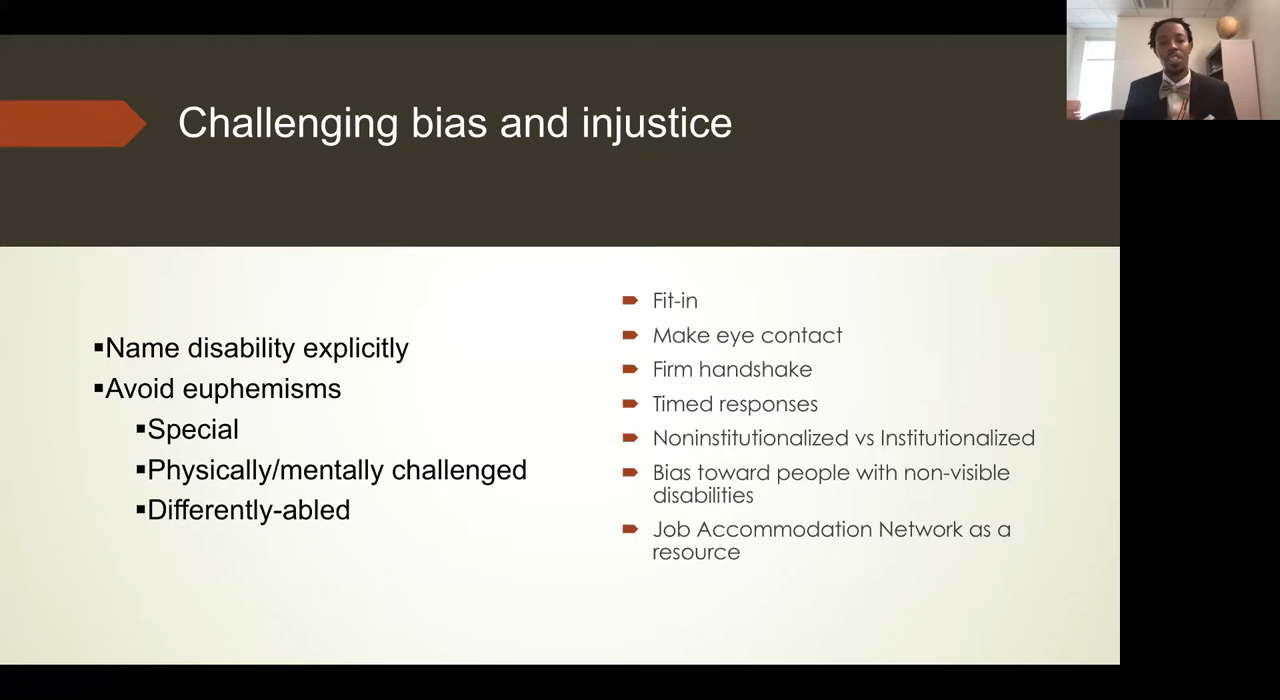 Challenging bias and injustice
▪Name disability explicitly
▪Avoid euphemisms
▪Special
▪Physically/mentally challenged
▪Differently-abled
Fit-in
Make eye contact
Firm handshake
Timed responses
Noninstitutionalized vs Institutionalized
Bias toward people with non-visible
disabilities
Job Accommodation Network as a
resource